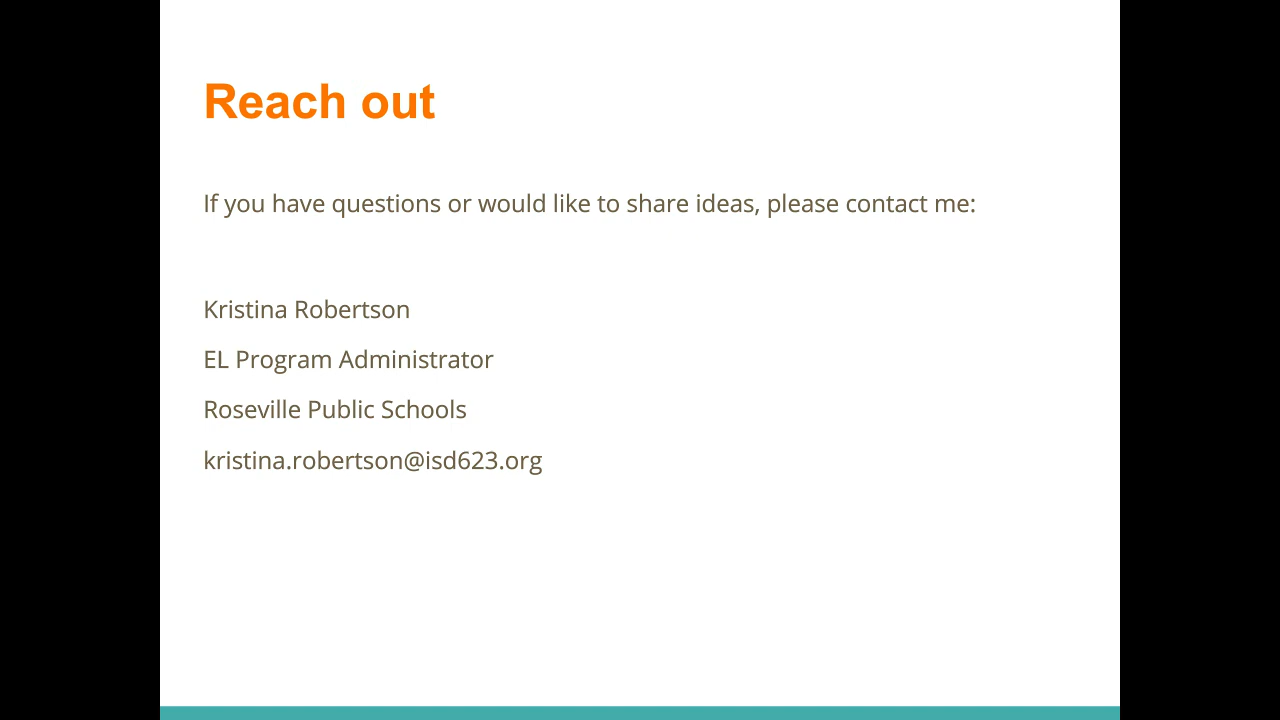 Reach out
If you have questions or would like to share ideas, please contact me:
Kristina Robertson
EL Program Administrator
Roseville Public Schools
kristina.robertson@isd623.org